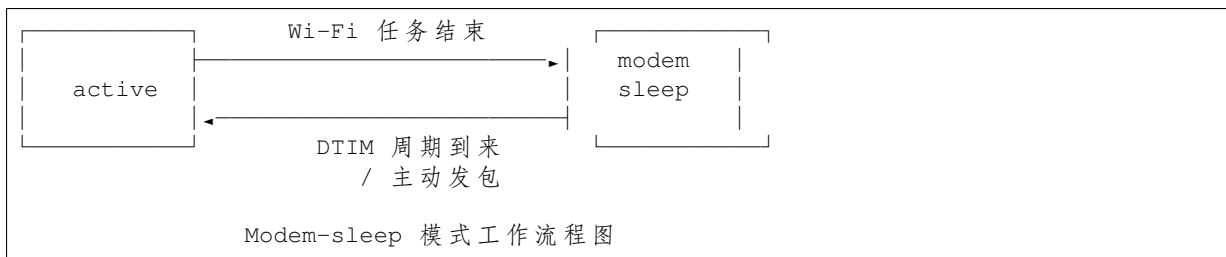 Wi-Fi 任务结束
modem
active sleep
DTIM 周期到来
/ 主动发包
Modem-sleep 模式工作流程图